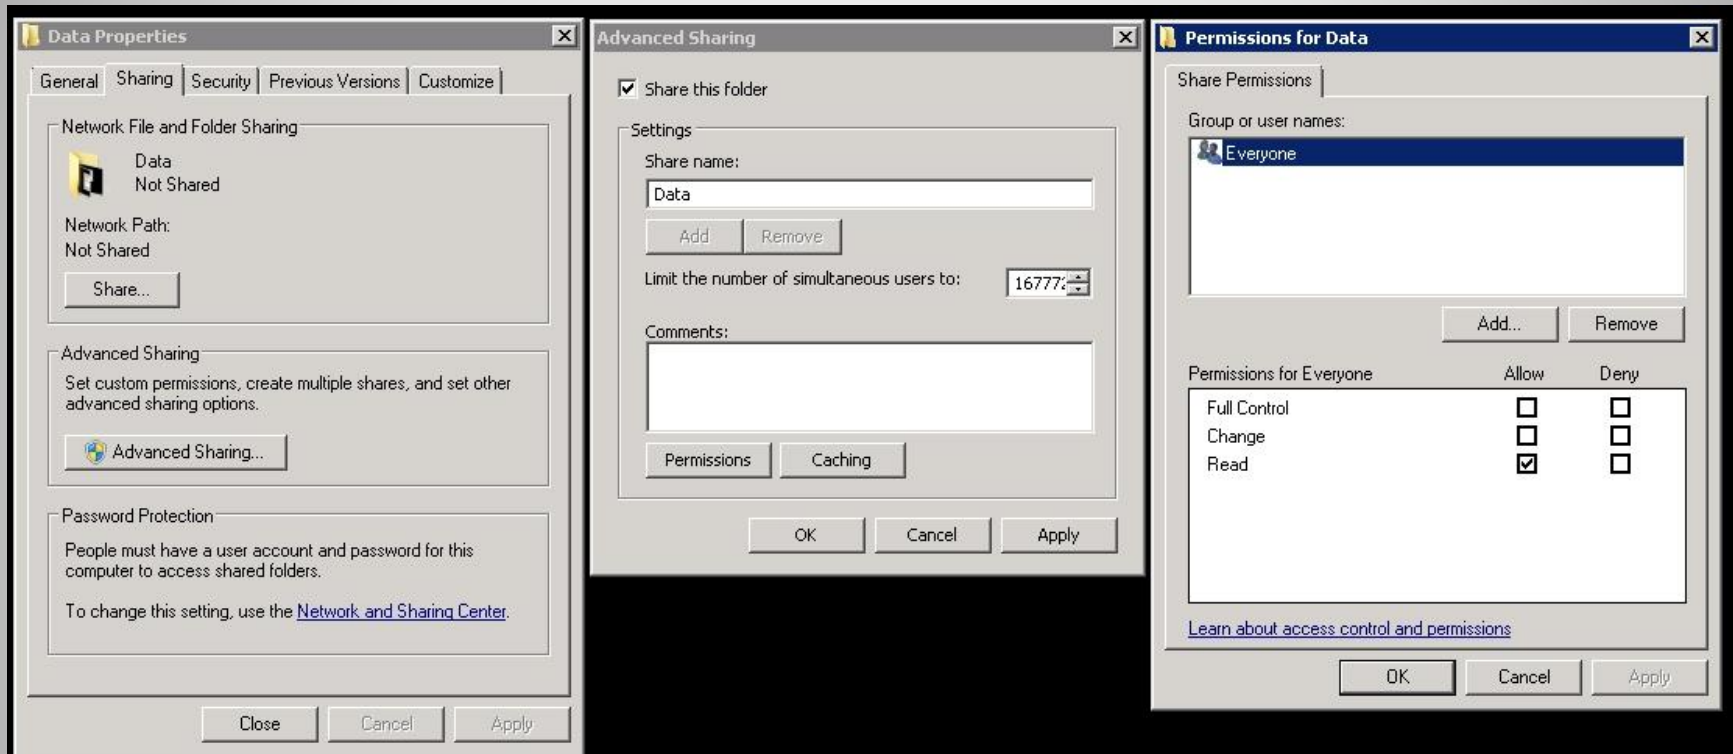 Data Properties
General Sharing Security Previous Versions Customize
Network File and Folder Sharing
Data
Not Shared
Network Path:
Not Shared
Share...
Advanced Sharing
Set custom permissions, create multiple shares, and set other
advanced sharing options.
Advanced Sharing...
Password Protection
People must have a user account and password for this
computer to access shared folders.
To change this setting, use the Network and Sharing Center.
Close Cancel Apply
Advanced Sharing
Share this folder
Settings
Share name:
Data
Add Remove
Limit the number of simultaneous users to:
Comments:
Permissions Caching
OK Cancel Apply
Permissions for Data
Share Permissions
Group or user names:
Everyone
Add... Remove
Permissions for Everyone Allow Deny
Full Control
Change
Read
Learn about access control and permissions
OK Cancel Apply